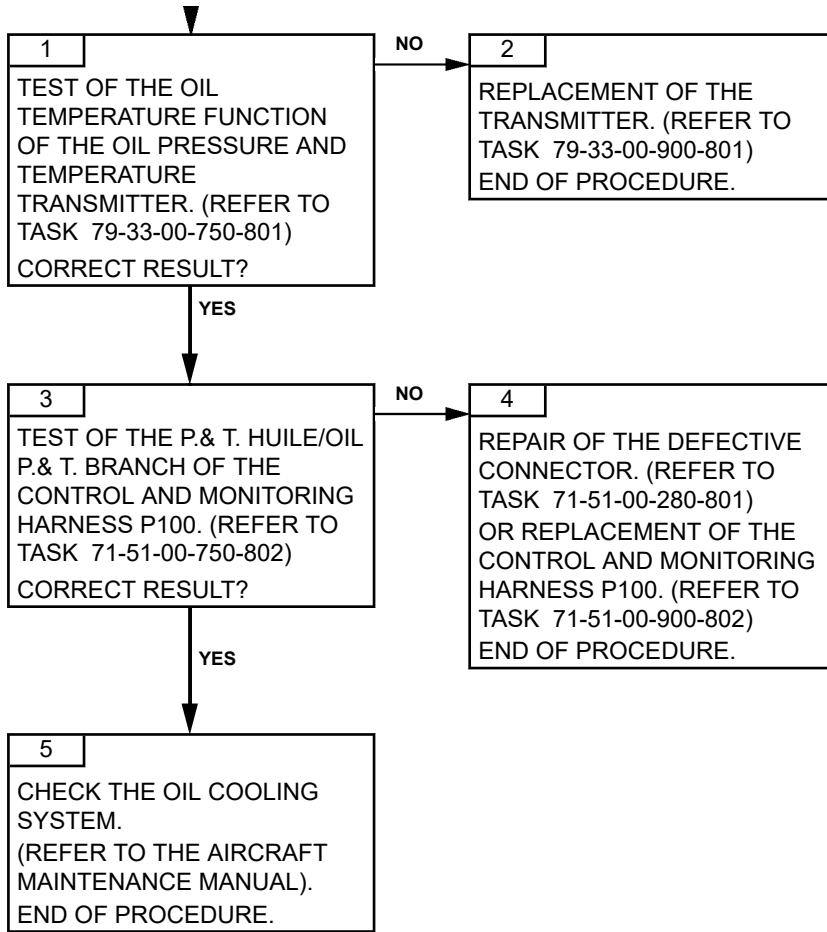 1
TEST OF THE OIL
TEMPERATURE FUNCTION
OF THE OIL PRESSURE AND
TEMPERATURE
TRANSMITTER. (REFER TO
TASK 79-33-00-750-801)
CORRECT RESULT?
NO
2
REPLACEMENT OF THE
TRANSMITTER. (REFER TO
TASK 79-33-00-900-801)
END OF PROCEDURE.
YES
3
TEST OF THE P.& T. HUILE/OIL
P.& T. BRANCH OF THE
CONTROL AND MONITORING
HARNESS P100. (REFER TO
TASK 71-51-00-750-802)
CORRECT RESULT?
NO
4
REPAIR OF THE DEFECTIVE
CONNECTOR. (REFER TO
TASK 71-51-00-280-801)
OR REPLACEMENT OF THE
CONTROL AND MONITORING
HARNESS P100. (REFER TO
TASK 71-51-00-900-802)
END OF PROCEDURE.
YES
5
CHECK THE OIL COOLING
SYSTEM.
(REFER TO THE AIRCRAFT
MAINTENANCE MANUAL).
END OF PROCEDURE.